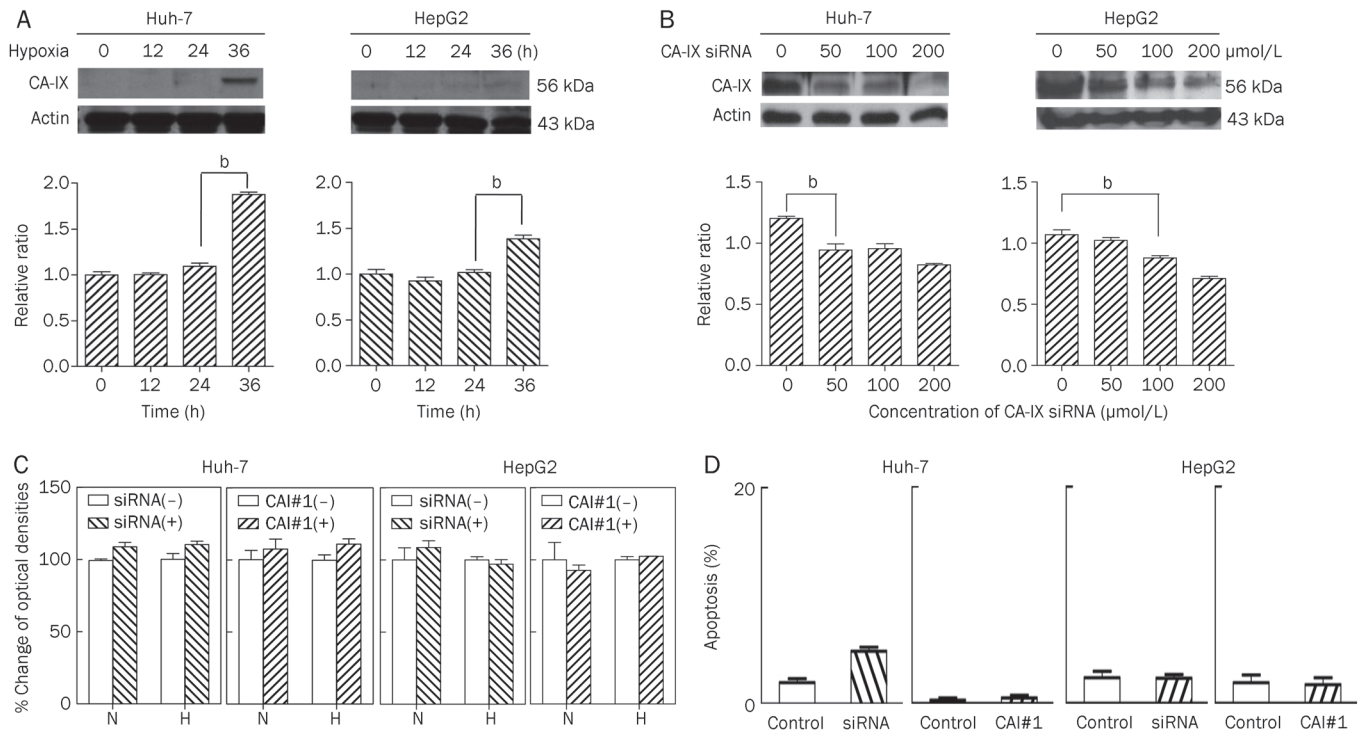 A
Huh-7
HepG2
Hypoxia 0 12 24 36 0 12 24 36 (h)
CA-IX
56 kDa
Actin
43 kDa
b
b
2.0
1.5
1.0
0.5
0.0
Relative ratio
0 12 24 36
Time (h)
2.0
1.5
1.0
0.5
0.0
0 12 24 36
Time (h)
B
Huh-7
HepG2
CA-IX siRNA 0 50 100 200 0 50 100 200 µmol/L
CA-IX
56 kDa
Actin
43 kDa
b
b
1.5
1.0
0.5
0.0
Relative ratio
0 50 100 200
1.5
1.0
0.5
0.0
0 50 100 200
Concentration of CA-IX siRNA (µmol/L)
C
Huh-7
HepG2
% Change of optical densities
150
100
50
0
siRNA(−)
siRNA(+)
CAI#1(−)
CAI#1(+)
siRNA(−)
siRNA(+)
CAI#1(−)
CAI#1(+)
N H N H N H N H
D
Huh-7
HepG2
Apoptosis (%)
20
0
Control siRNA Control CAI#1 Control siRNA Control CAI#1